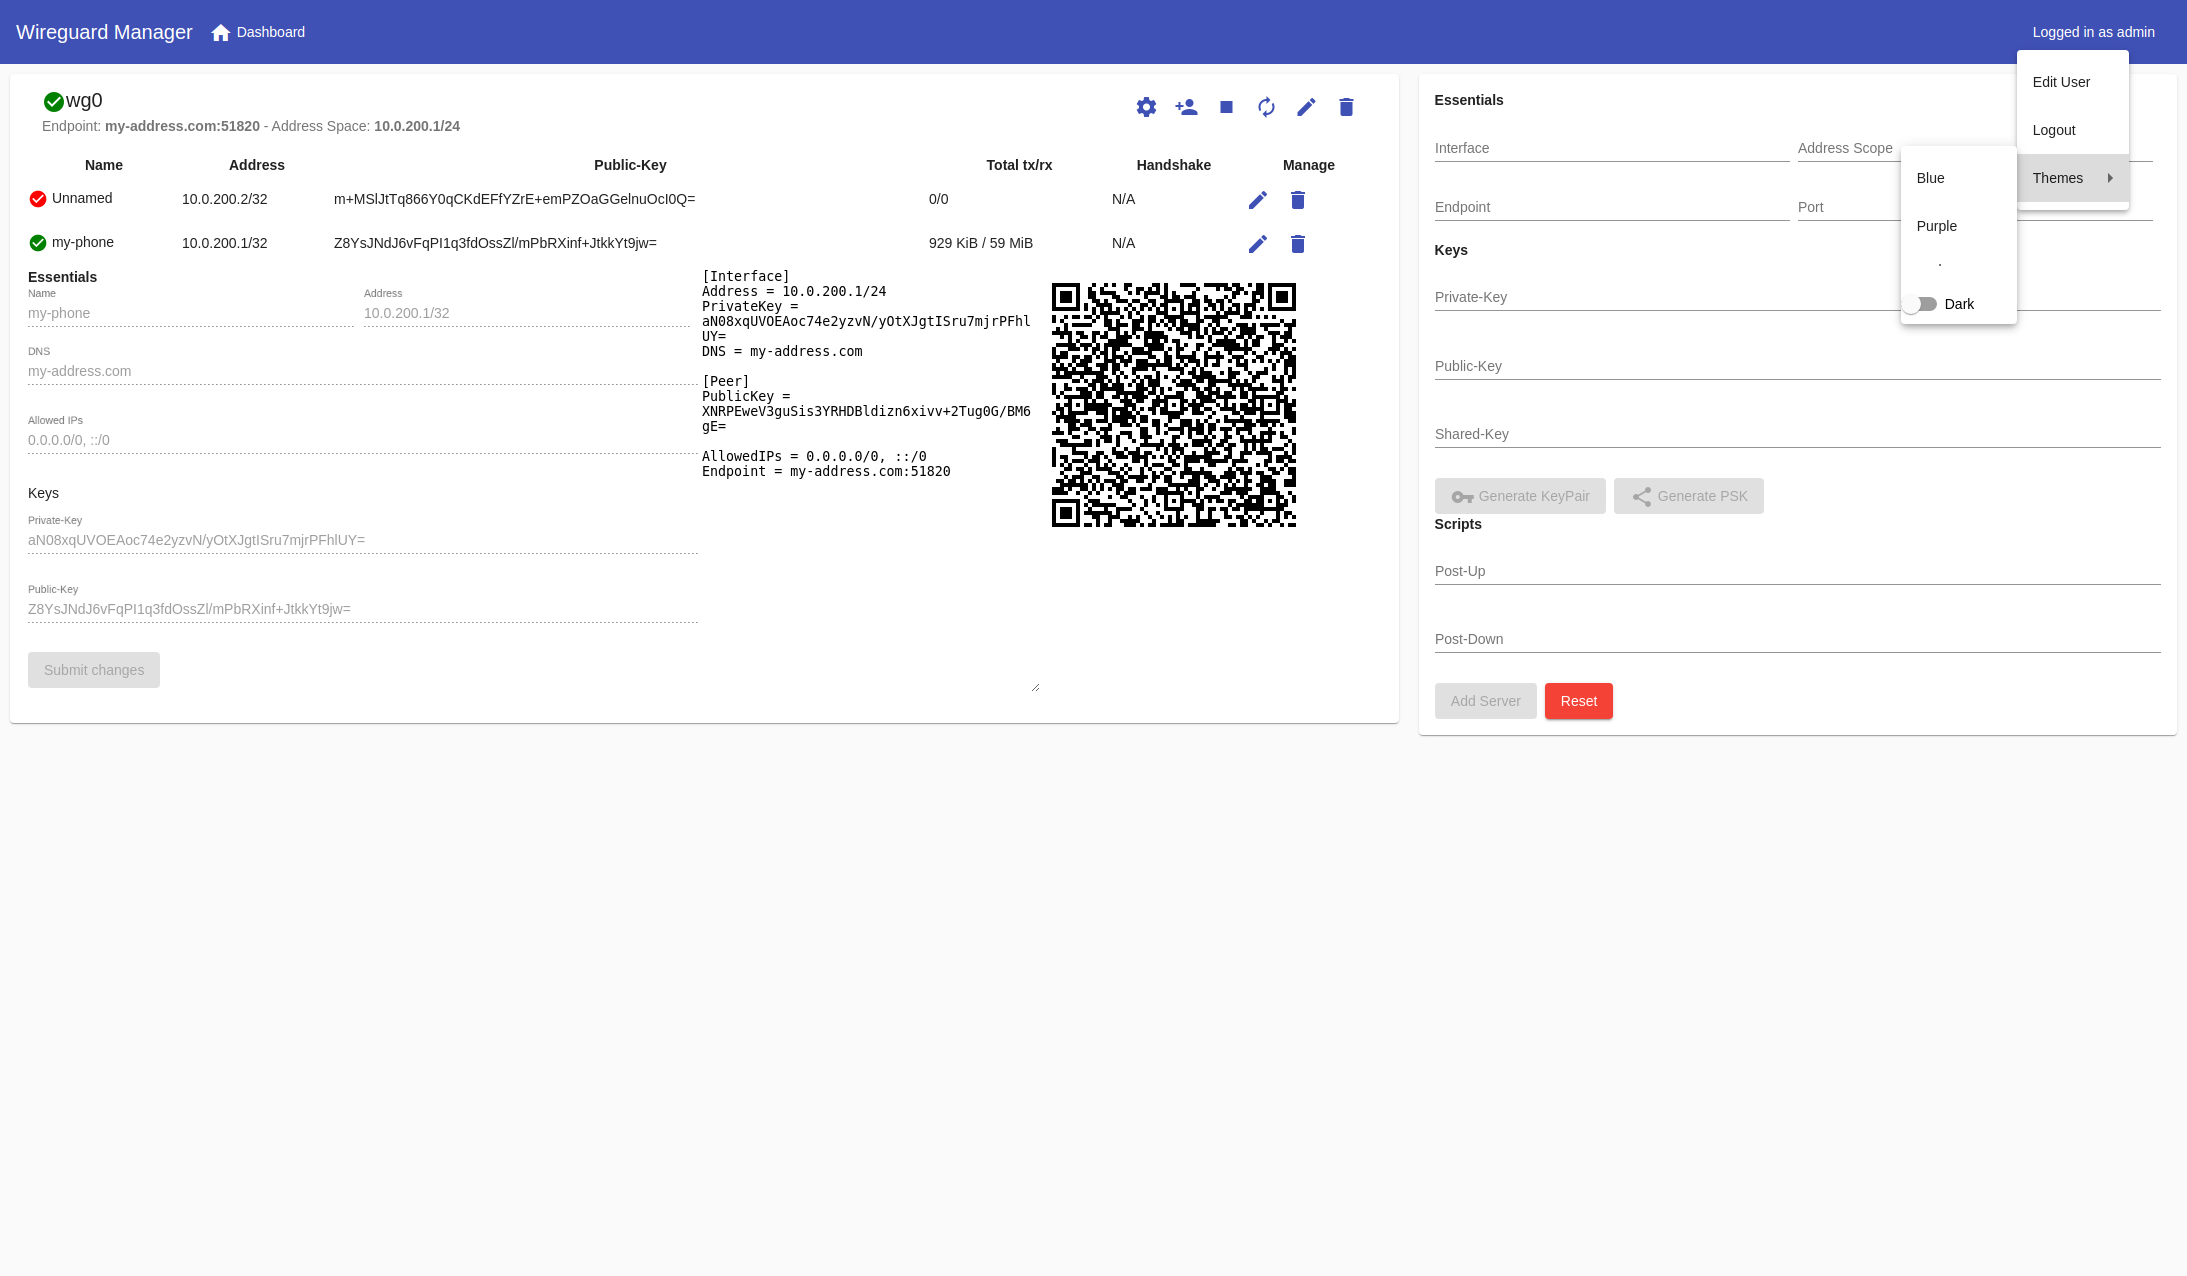 Wireguard Manager Dashboard Logged in as admin
wg0
Endpoint: my-address.com:51820 - Address Space: 10.0.200.1/24
Name Address Public-Key Total tx/rx Handshake Manage
Unnamed 10.0.200.2/32 m+MSlJtTq866Y0qCKdEFfYZrE+emPZOaGGelnuOcI0Q= 0/0 N/A
my-phone 10.0.200.1/32 Z8YsJNdJ6vFqPI1q3fdOssZl/mPbRXinf+JtkkYt9jw= 929 KiB / 59 MiB N/A
Essentials
Name Address
my-phone 10.0.200.1/32
DNS
my-address.com
Allowed IPs
0.0.0.0/0, ::/0
Keys
Private-Key
aN08xqUVOEAoc74e2yzvN/yOtXJgtISru7mjrPFhlUY=
Public-Key
Z8YsJNdJ6vFqPI1q3fdOssZl/mPbRXinf+JtkkYt9jw=
Submit changes
[Interface]
Address = 10.0.200.1/24
PrivateKey =
aN08xqUVOEAoc74e2yzvN/yOtXJgtISru7mjrPFhl
UY=
DNS = my-address.com
[Peer]
PublicKey =
XNRPEweV3guSis3YRHDBldizn6xivv+2Tug0G/BM6
gE=
AllowedIPs = 0.0.0.0/0, ::/0
Endpoint = my-address.com:51820
Essentials
Interface Address Scope
Endpoint Port
Keys
Private-Key
Public-Key
Shared-Key
Generate KeyPair Generate PSK
Scripts
Post-Up
Post-Down
Add Server Reset
Edit User
Logout
Themes
Blue
Purple
Dark